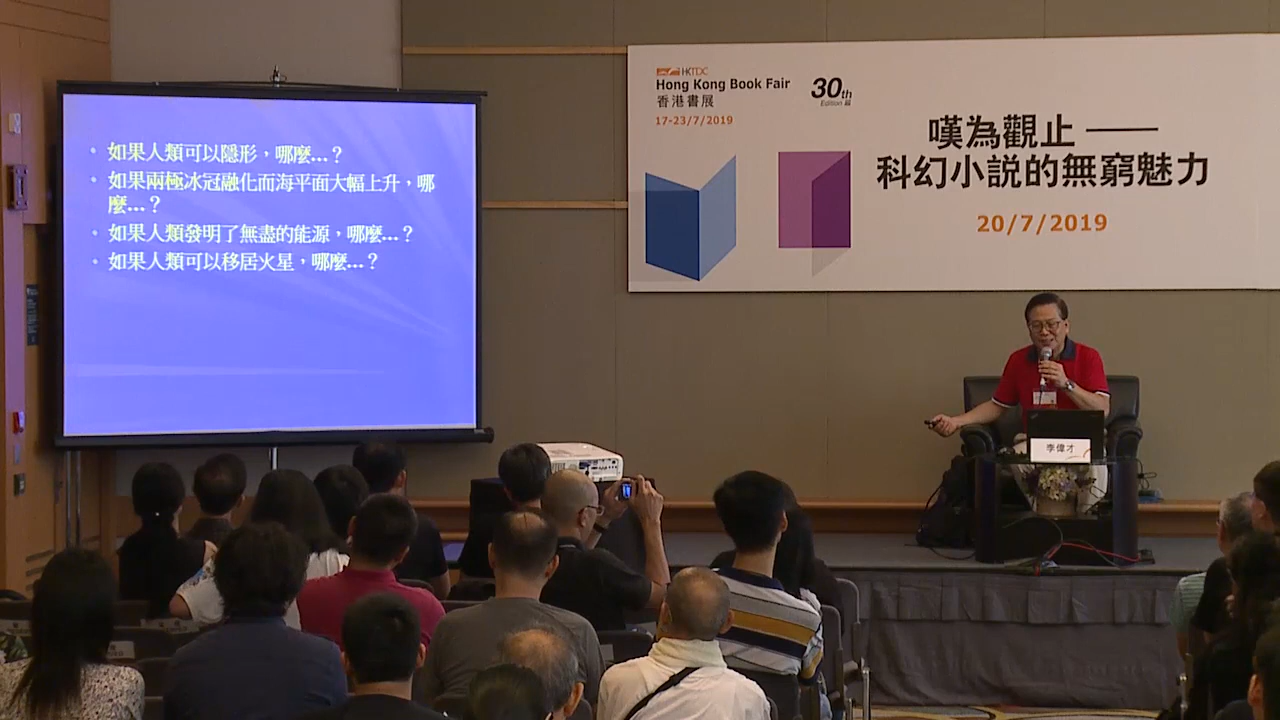 • 如果人類可以隱形，哪麼...？
• 如果兩極冰冠融化而海平面大幅上升，哪
麼...？
• 如果人類發明了無盡的能源，哪麼...？
• 如果人類可以移居火星，哪麼...？
HKTDC
Hong Kong Book Fair
香港書展
17-23/7/2019
30th
Edition 屆
嘆為觀止 ——
科幻小説的無窮魅力
20/7/2019
李偉才